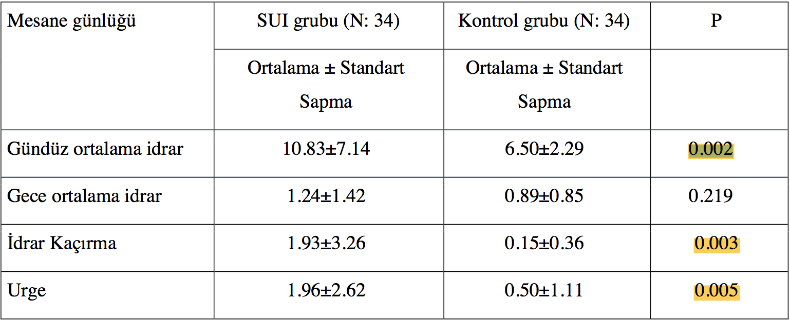 Mesane günlüğü SUI grubu (N: 34) Kontrol grubu (N: 34) P
Ortalama ± Standart Sapma Ortalama ± Standart Sapma
Gündüz ortalama idrar 10.83±7.14 6.50±2.29 0.002
Gece ortalama idrar 1.24±1.42 0.89±0.85 0.219
İdrar Kaçırma 1.93±3.26 0.15±0.36 0.003
Urge 1.96±2.62 0.50±1.11 0.005